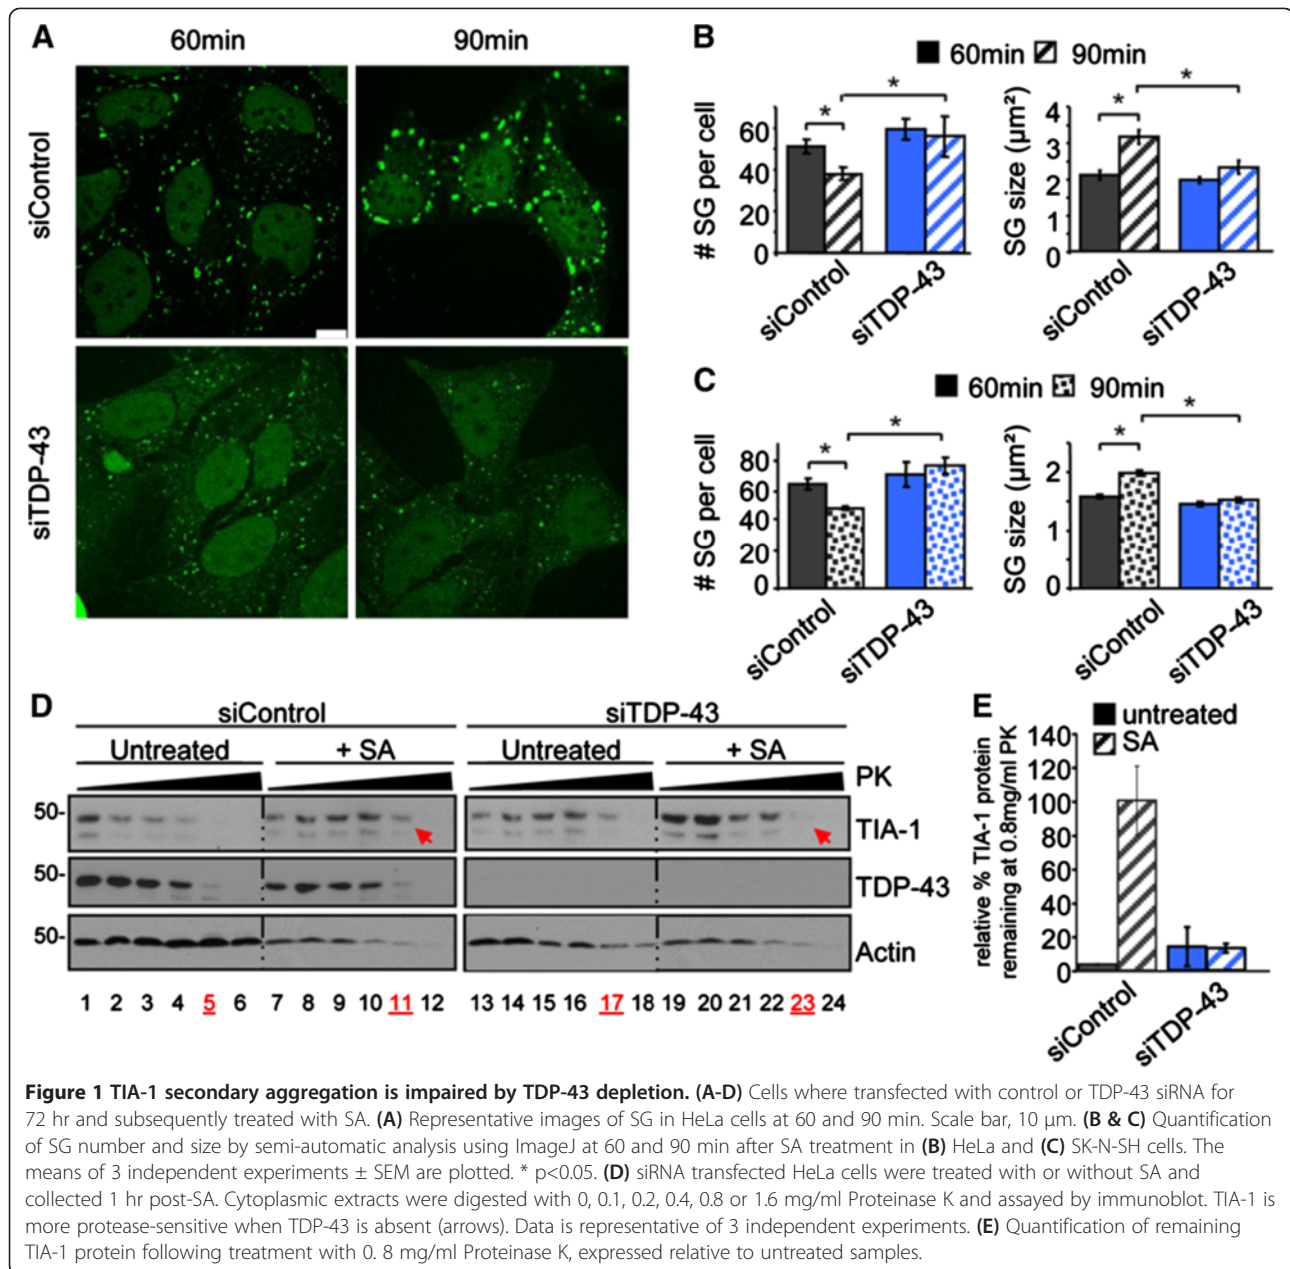 A
60min
90min
siControl
siTDP-43
B
60min 90min
# SG per cell
60
40
20
0
*
*
siControl
siTDP-43
SG size (µm²)
4
3
2
1
0
*
*
siControl
siTDP-43
C
60min 90min
# SG per cell
80
60
40
20
0
*
*
siControl
siTDP-43
SG size (µm²)
2
1
0
*
*
siControl
siTDP-43
D
siControl siTDP-43
Untreated + SA Untreated + SA
PK
50-
TIA-1
50-
TDP-43
50-
Actin
1 2 3 4 5 6 7 8 9 10 11 12 13 14 15 16 17 18 19 20 21 22 23 24
E
untreated
SA
relative % TIA-1 protein
remaining at 0.8mg/ml PK
140
120
100
80
60
40
20
0
siControl
siTDP-43
Figure 1 TIA-1 secondary aggregation is impaired by TDP-43 depletion. (A-D) Cells where transfected with control or TDP-43 siRNA for
72 hr and subsequently treated with SA. (A) Representative images of SG in HeLa cells at 60 and 90 min. Scale bar, 10 µm. (B & C) Quantification
of SG number and size by semi-automatic analysis using ImageJ at 60 and 90 min after SA treatment in (B) HeLa and (C) SK-N-SH cells. The
means of 3 independent experiments ± SEM are plotted. * p<0.05. (D) siRNA transfected HeLa cells were treated with or without SA and
collected 1 hr post-SA. Cytoplasmic extracts were digested with 0, 0.1, 0.2, 0.4, 0.8 or 1.6 mg/ml Proteinase K and assayed by immunoblot. TIA-1 is
more protease-sensitive when TDP-43 is absent (arrows). Data is representative of 3 independent experiments. (E) Quantification of remaining
TIA-1 protein following treatment with 0. 8 mg/ml Proteinase K, expressed relative to untreated samples.